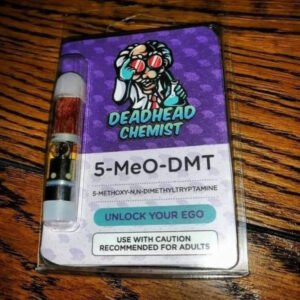 DEADHEAD
CHEMIST
5-MeO-DMT
5-METHOXY-N,N-DIMETHYLTRYPTAMINE
UNLOCK YOUR EGO
USE WITH CAUTION
RECOMMENDED FOR ADULTS